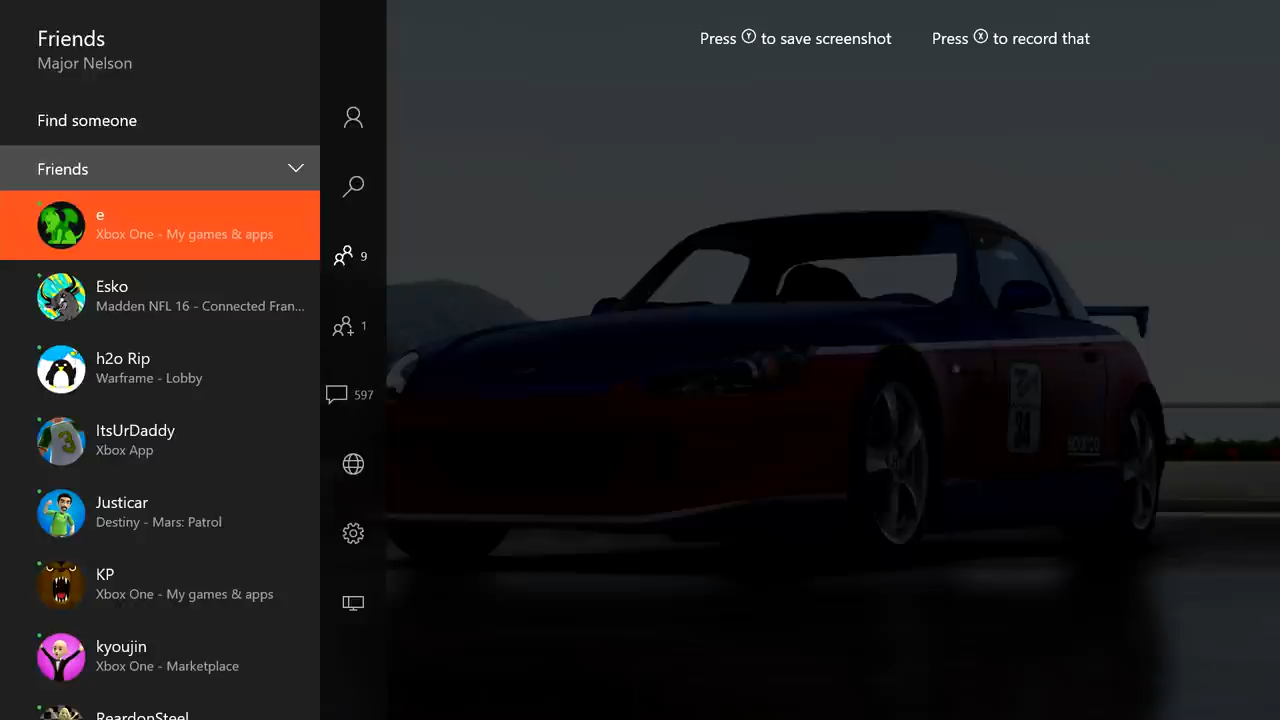 Friends
Major Nelson
Find someone
Friends
e
Xbox One - My games & apps
Esko
Madden NFL 16 - Connected Fran...
h2o Rip
Warframe - Lobby
ItsUrDaddy
Xbox App
Justicar
Destiny - Mars: Patrol
KP
Xbox One - My games & apps
kyoujin
Xbox One - Marketplace
ReardonSteel
9
1
597
Press Y to save screenshot
Press X to record that
3